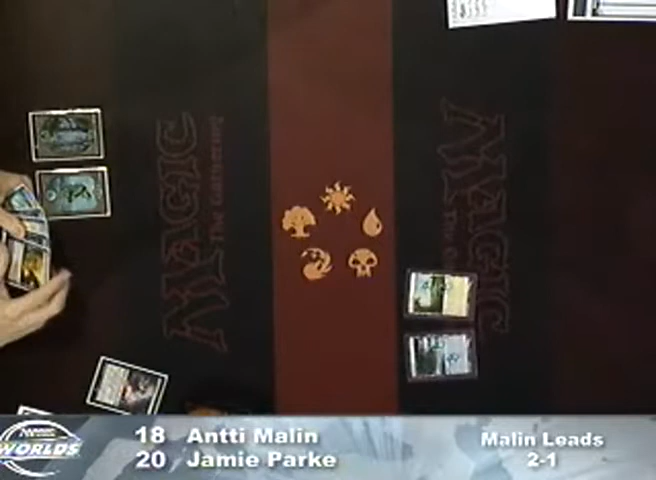 MAGIC
The Gathering
MAGIC
WORLDS
18 Antti Malin
20 Jamie Parke
Malin Leads
2-1